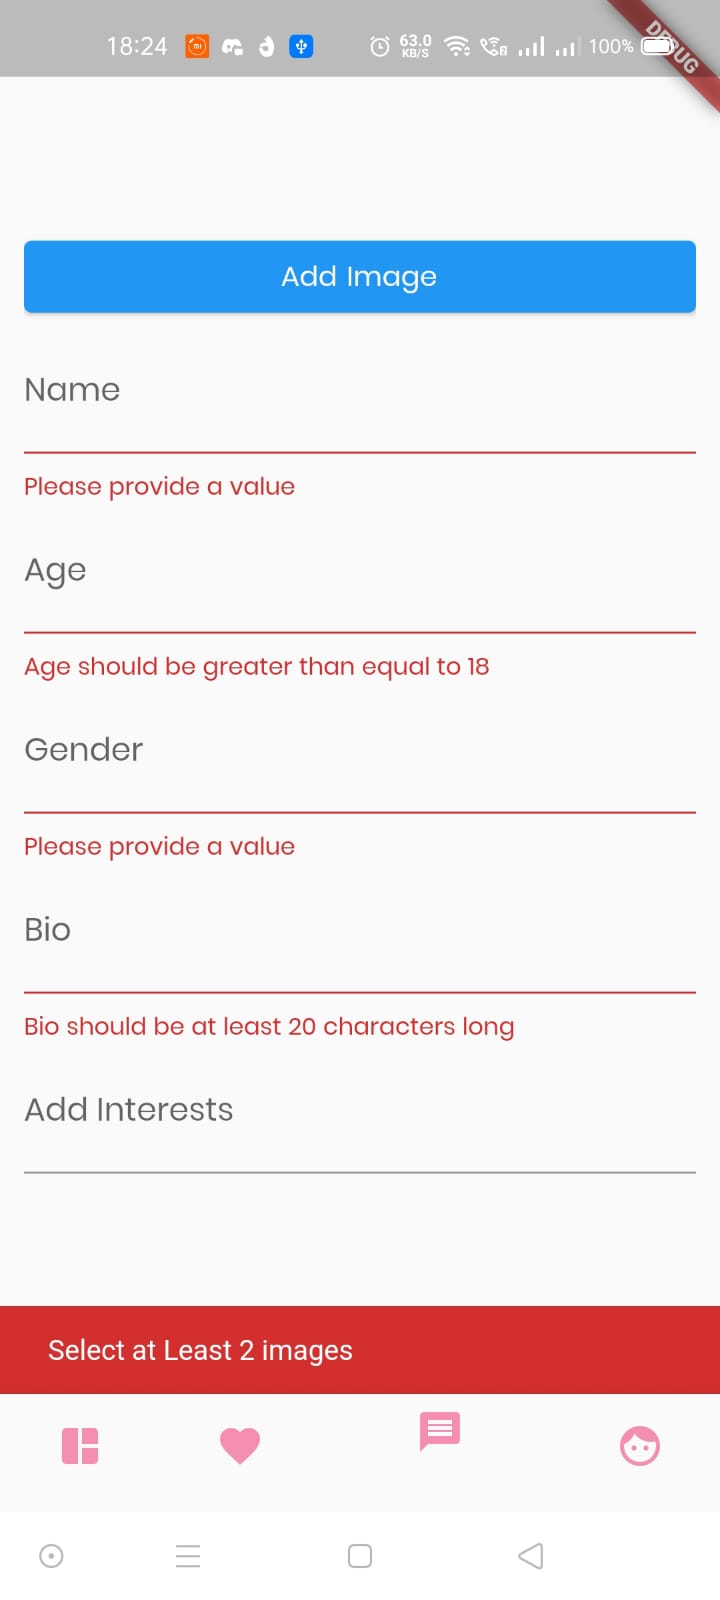 18:24 63.0 KB/S 2 100%
DEBUG
Add Image
Name
Please provide a value
Age
Age should be greater than equal to 18
Gender
Please provide a value
Bio
Bio should be at least 20 characters long
Add Interests
Select at Least 2 images